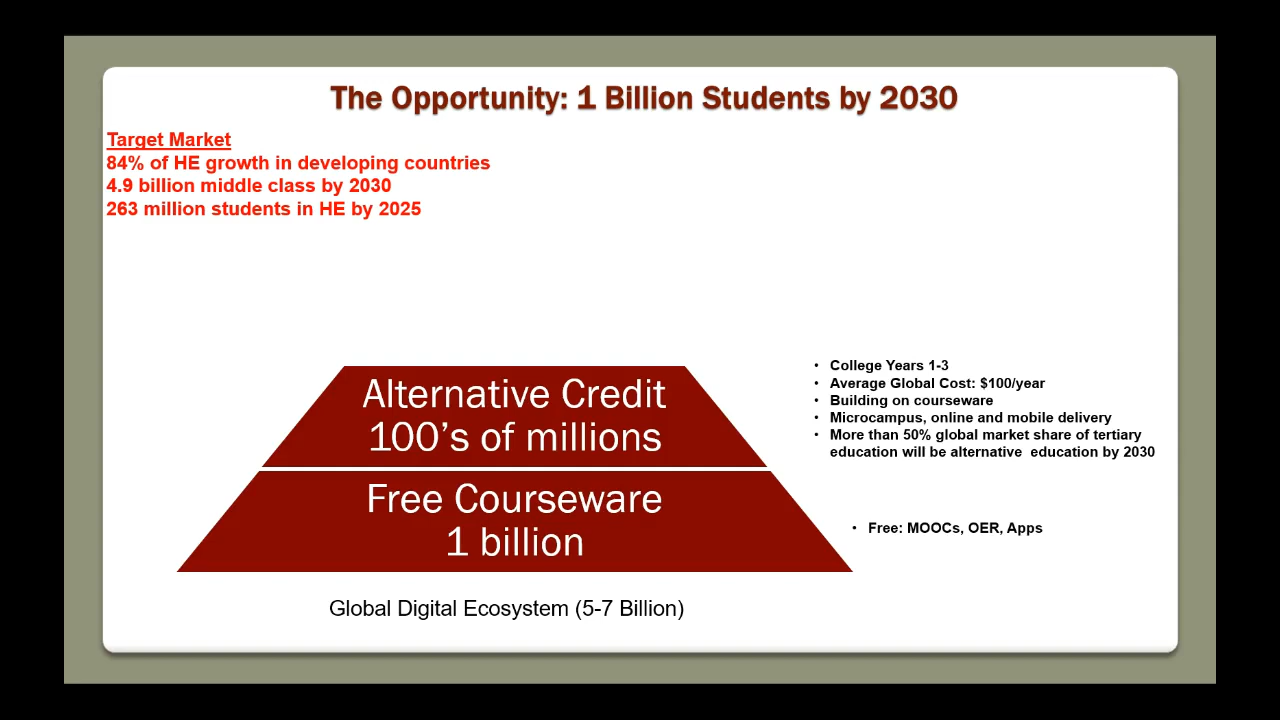 The Opportunity: 1 Billion Students by 2030
Target Market
84% of HE growth in developing countries
4.9 billion middle class by 2030
263 million students in HE by 2025
Alternative Credit
100's of millions
• College Years 1-3
• Average Global Cost: $100/year
• Building on courseware
• Microcampus, online and mobile delivery
• More than 50% global market share of tertiary
education will be alternative  education by 2030
Free Courseware
1 billion
• Free: MOOCs, OER, Apps
Global Digital Ecosystem (5-7 Billion)